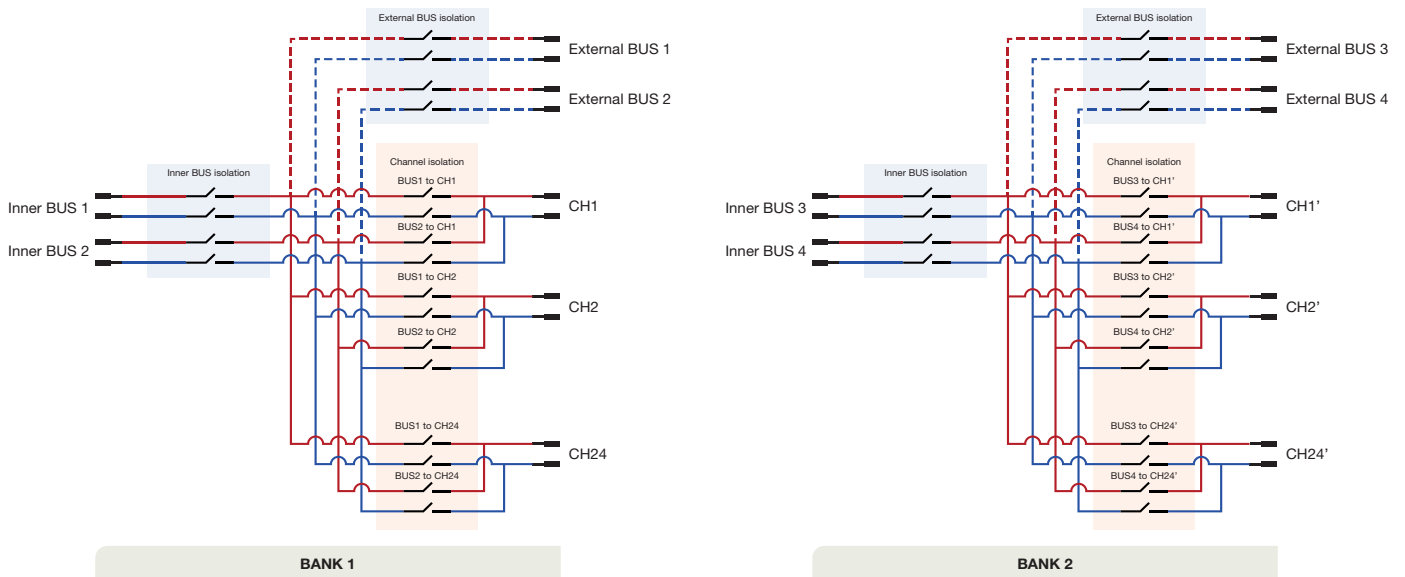 External BUS isolation
External BUS 1
External BUS 2
Inner BUS isolation
Inner BUS 1
Inner BUS 2
Channel isolation
BUS1 to CH1
CH1
BUS2 to CH1
BUS1 to CH2
CH2
BUS2 to CH2
BUS1 to CH24
CH24
BUS2 to CH24
BANK 1
External BUS isolation
External BUS 3
External BUS 4
Inner BUS isolation
Inner BUS 3
Inner BUS 4
Channel isolation
BUS3 to CH1'
CH1’
BUS4 to CH1'
BUS3 to CH2'
CH2’
BUS4 to CH2'
BUS3 to CH24'
CH24’
BUS4 to CH24'
BANK 2